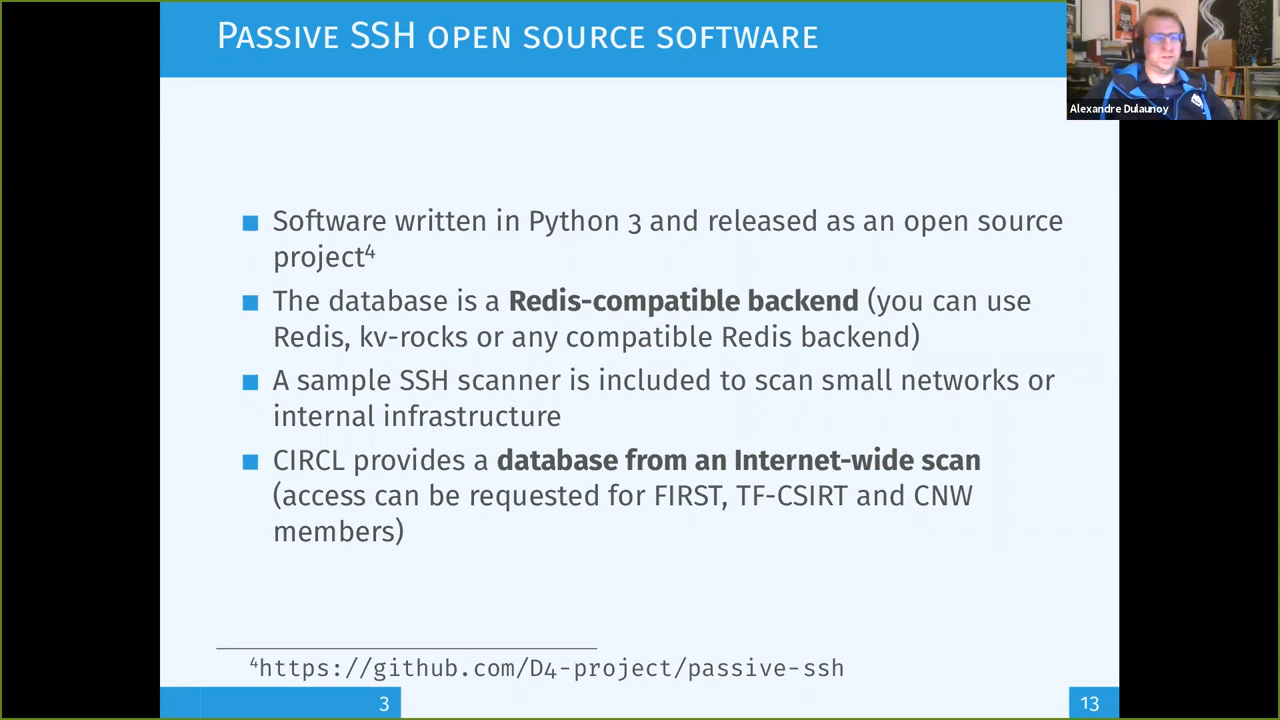 Passive SSH open source software
Alexandre Dulaunoy
Software written in Python 3 and released as an open source
project⁴
The database is a Redis-compatible backend (you can use
Redis, kv-rocks or any compatible Redis backend)
A sample SSH scanner is included to scan small networks or
internal infrastructure
CIRCL provides a database from an Internet-wide scan
(access can be requested for FIRST, TF-CSIRT and CNW
members)
⁴https://github.com/D4-project/passive-ssh
3
13